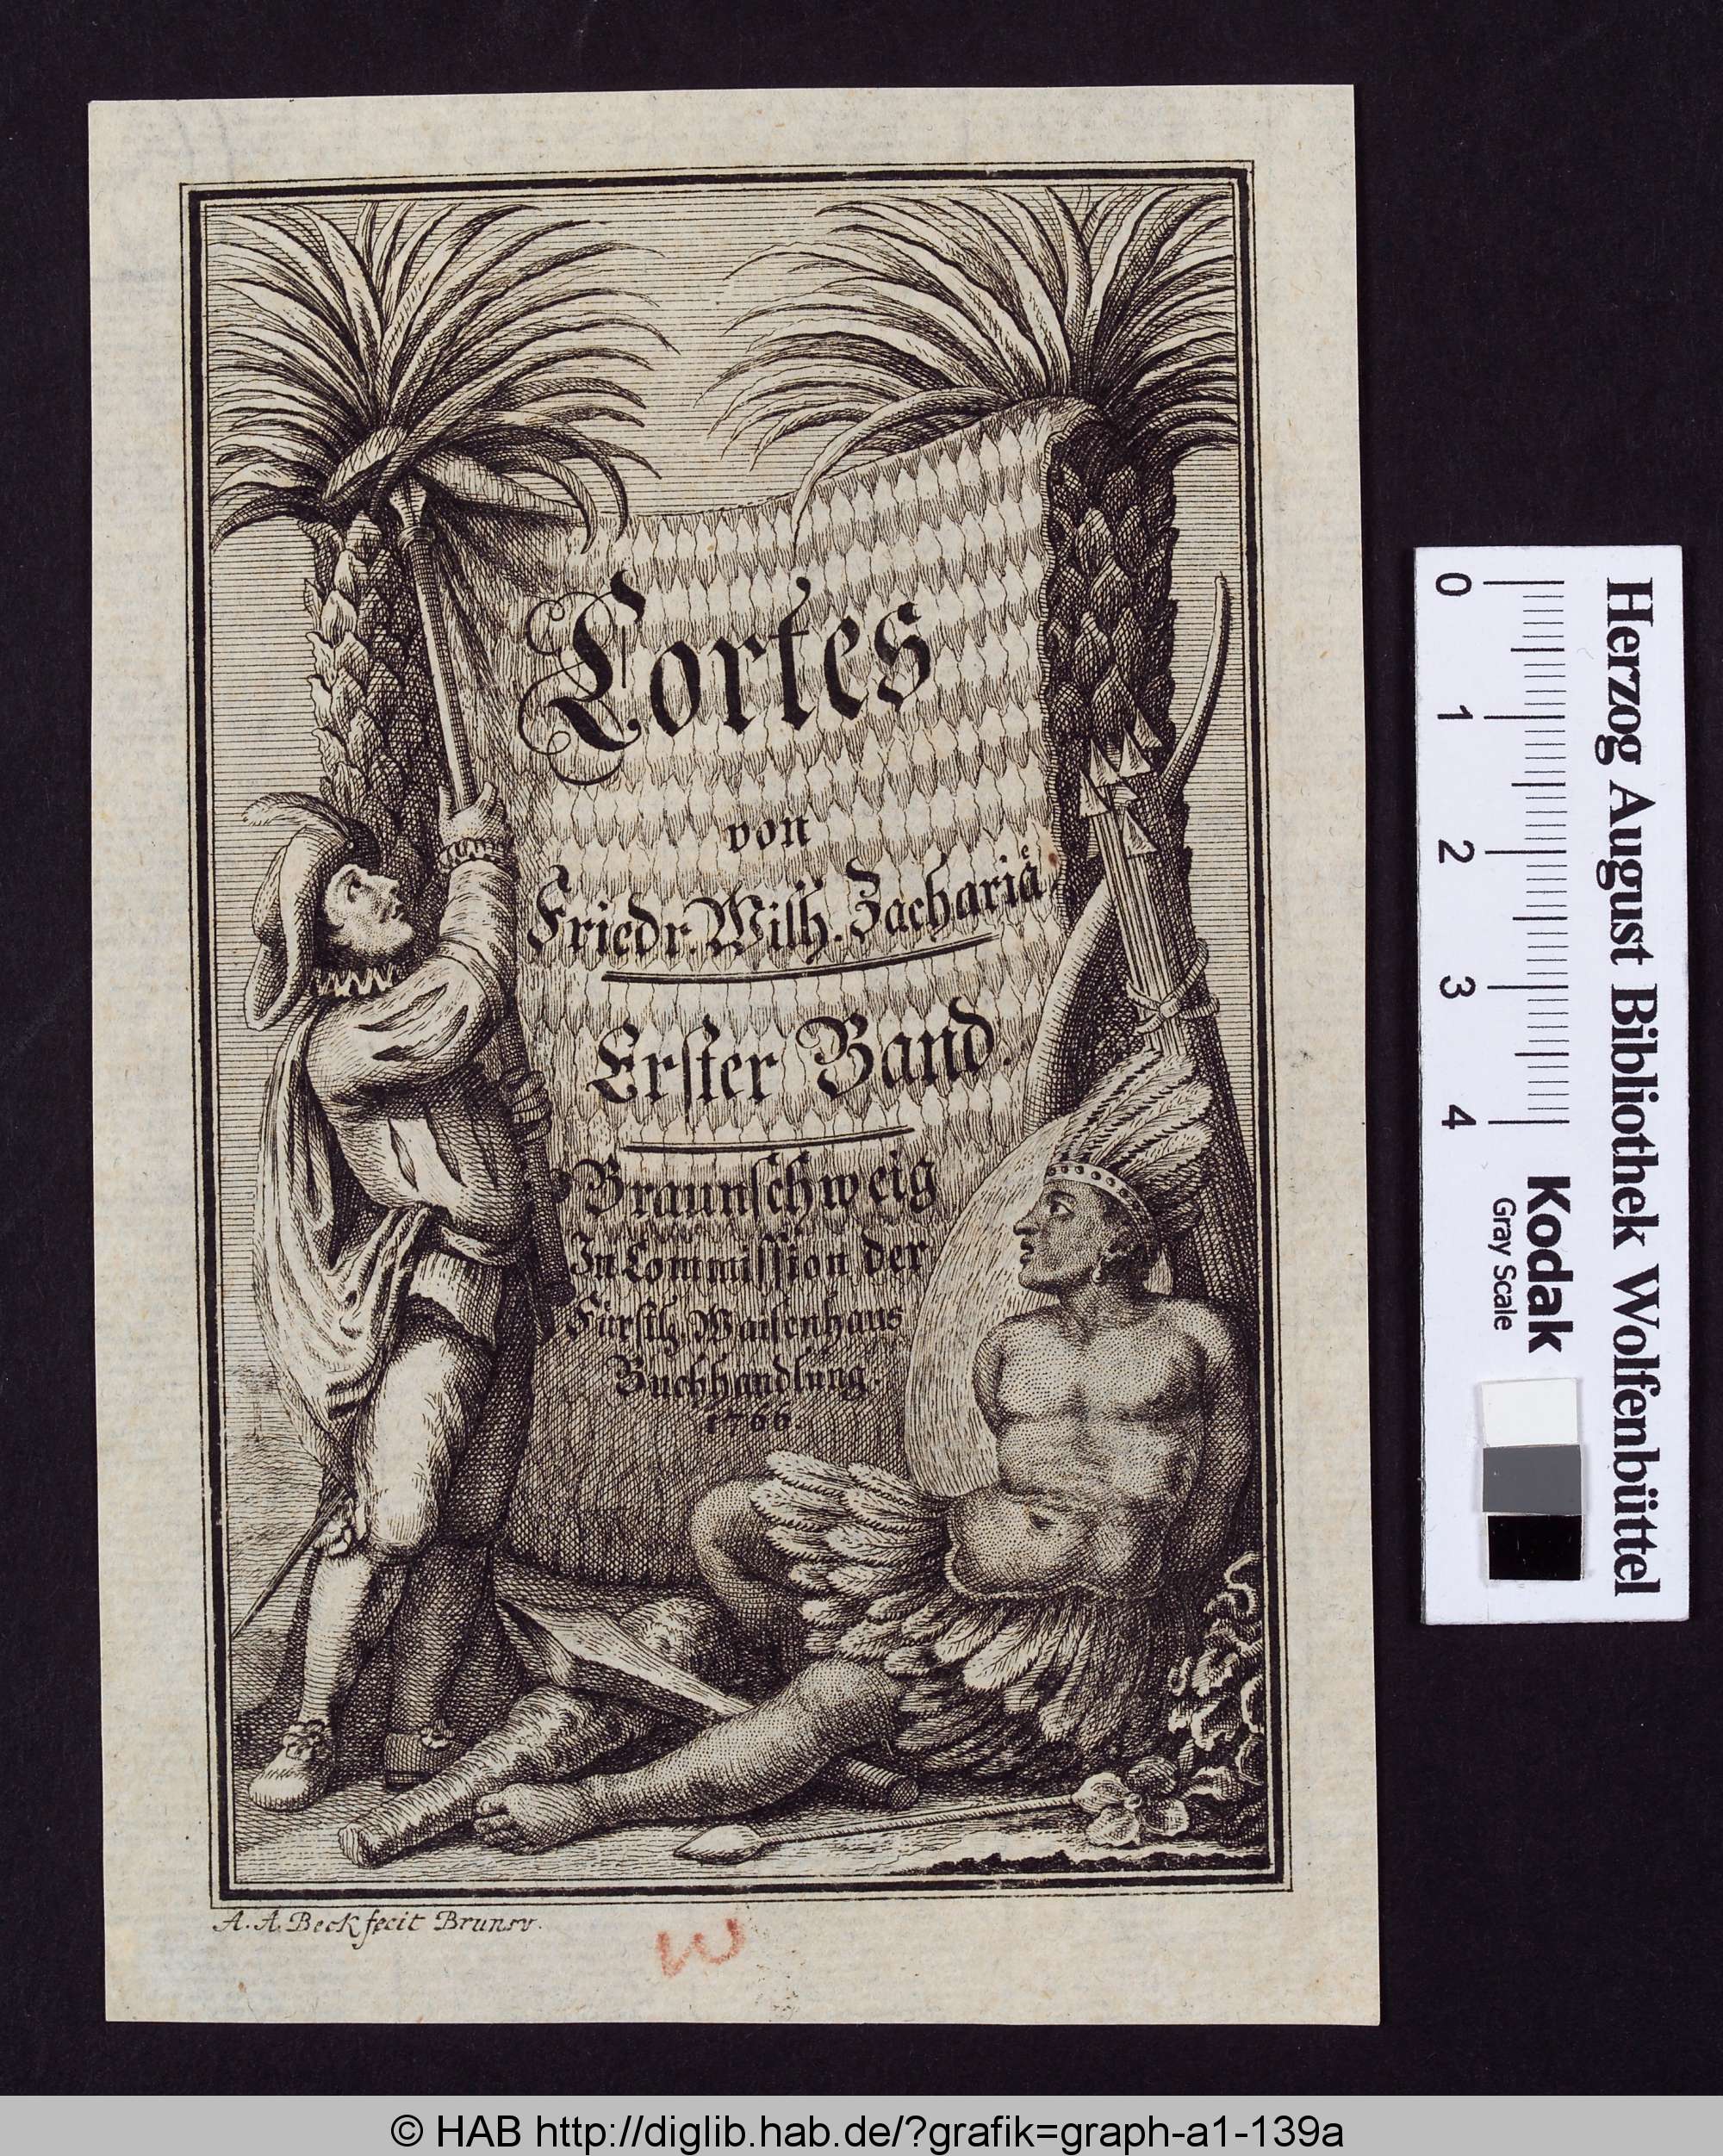 Cortes
von
Friedr. Wilh. Zachariä
Erster Band.
Braunschweig
In Commission der
Fürstl. Waisenhaus
Buchhandlung.
1766.
A. A. Beck fecit Brunsv.
Herzog August Bibliothek Wolfenbüttel
0 1 2 3 4
Kodak
Gray Scale
© HAB http://diglib.hab.de/?grafik=graph-a1-139a